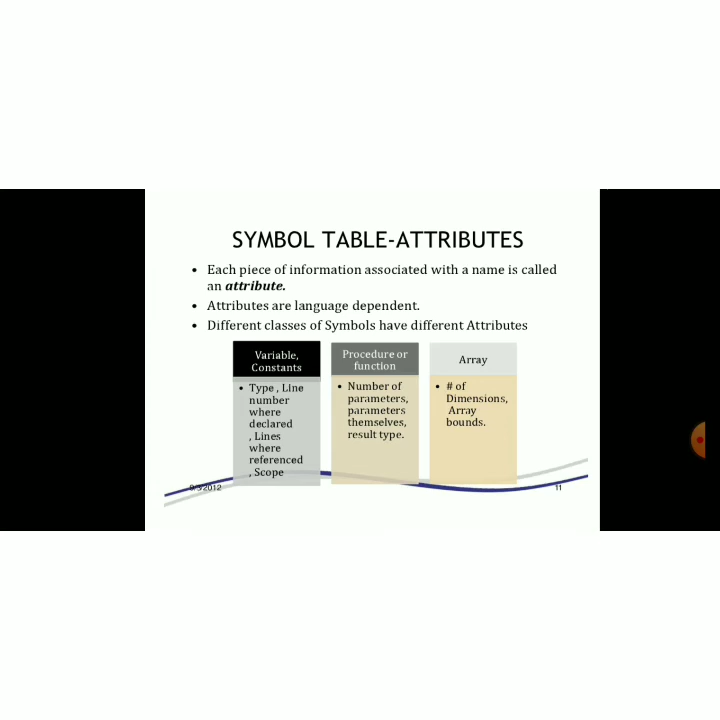 SYMBOL TABLE-ATTRIBUTES
• Each piece of information associated with a name is called
an attribute.
• Attributes are language dependent.
• Different classes of Symbols have different Attributes
Variable,
Constants
• Type , Line
number
where
declared
, Lines
where
referenced
, Scope
Procedure or
function
• Number of
parameters,
parameters
themselves,
result type.
Array
• # of
Dimensions,
Array
bounds.
9/3/2012
11